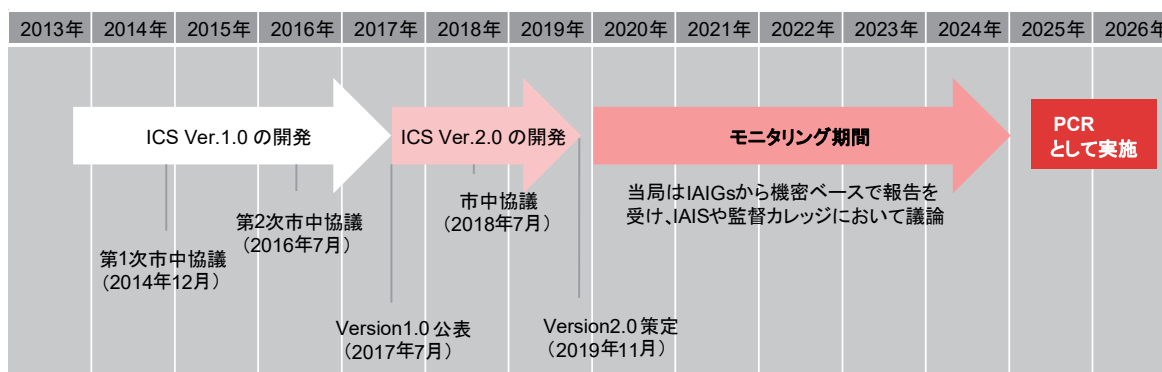 2013年 2014年 2015年 2016年 2017年 2018年 2019年 2020年 2021年 2022年 2023年 2024年 2025年 2026年
ICS Ver.1.0 の開発
ICS Ver.2.0 の開発
モニタリング期間
PCR
として実施
第1次市中協議
（2014年12月）
第2次市中協議
（2016年7月）
Version1.0 公表
（2017年7月）
市中協議
（2018年7月）
Version2.0 策定
（2019年11月）
当局はIAIGsから機密ベースで報告を
受け、IAISや監督カレッジにおいて議論